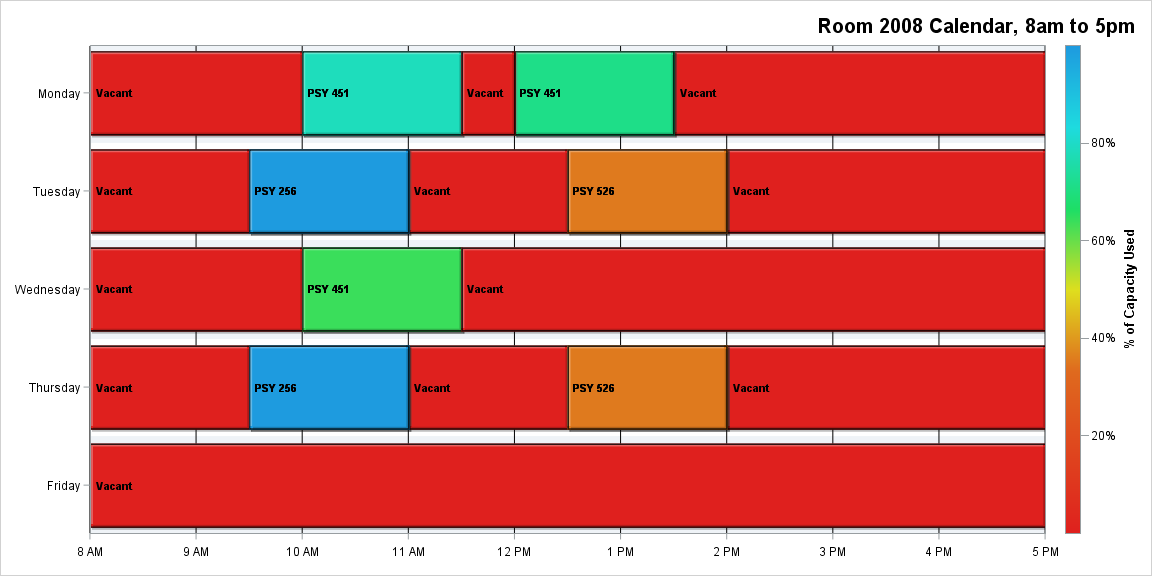 Room 2008 Calendar, 8am to 5pm
Monday
Vacant
PSY 451
Vacant
PSY 451
Vacant
Tuesday
Vacant
PSY 256
Vacant
PSY 526
Vacant
Wednesday
Vacant
PSY 451
Vacant
Thursday
Vacant
PSY 256
Vacant
PSY 526
Vacant
Friday
Vacant
8 AM 9 AM 10 AM 11 AM 12 PM 1 PM 2 PM 3 PM 4 PM 5 PM
80%
60%
40%
20%
% of Capacity Used